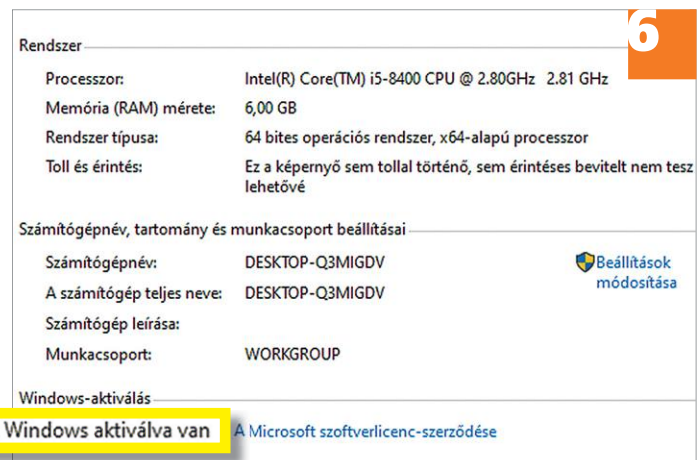 6
Rendszer
Processzor: Intel(R) Core(TM) i5-8400 CPU @ 2.80GHz 2.81 GHz
Memória (RAM) mérete: 6,00 GB
Rendszer típusa: 64 bites operációs rendszer, x64-alapú processzor
Toll és érintés: Ez a képernyő sem tollal történő, sem érintéses bevitelt nem tesz
lehetővé
Számítógépnév, tartomány és munkacsoport beállításai
Számítógépnév: DESKTOP-Q3MIGDV Beállítások
módosítása
A számítógép teljes neve: DESKTOP-Q3MIGDV
Számítógép leírása:
Munkacsoport: WORKGROUP
Windows-aktiválás
Windows aktiválva van A Microsoft szoftverlicenc-szerződése